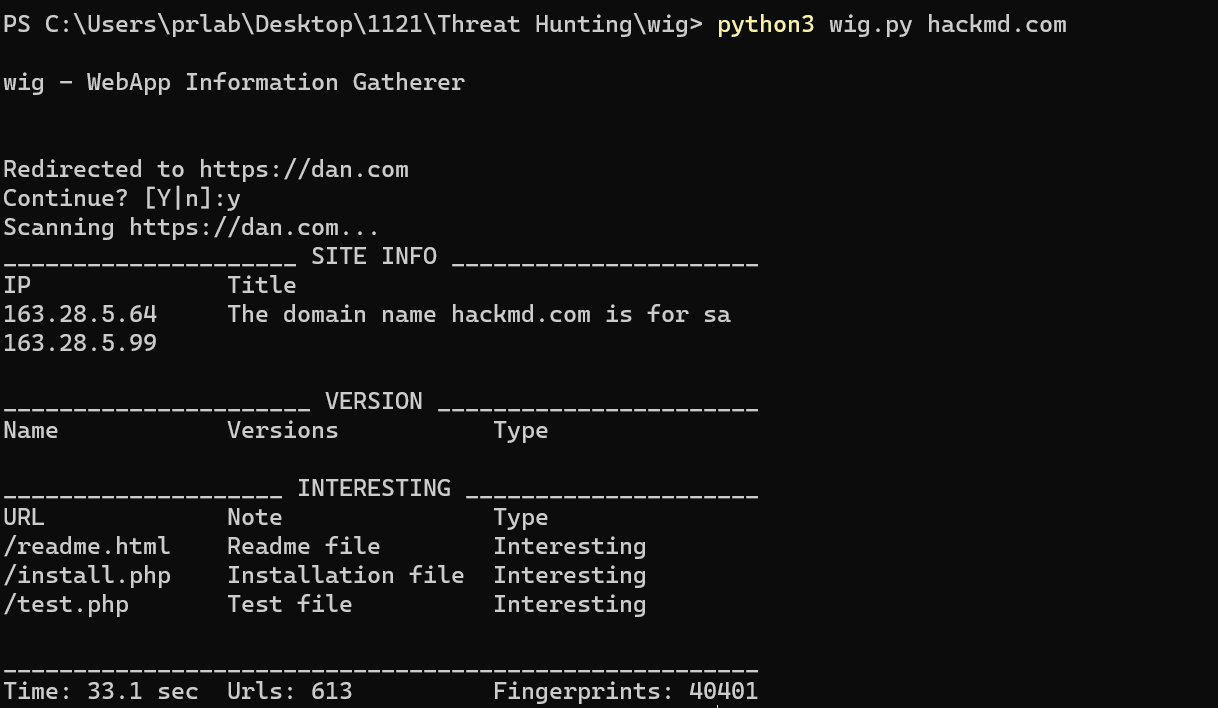 PS C:\Users\prlab\Desktop\1121\Threat Hunting\wig> python3 wig.py hackmd.com
wig - WebApp Information Gatherer
Redirected to https://dan.com
Continue? [Y|n]:y
Scanning https://dan.com...
_____________________ SITE INFO ______________________
IP Title
163.28.5.64 The domain name hackmd.com is for sa
163.28.5.99
______________________ VERSION _______________________
Name Versions Type
____________________ INTERESTING _____________________
URL Note Type
/readme.html Readme file Interesting
/install.php Installation file Interesting
/test.php Test file Interesting
______________________________________________________
Time: 33.1 sec Urls: 613 Fingerprints: 40401